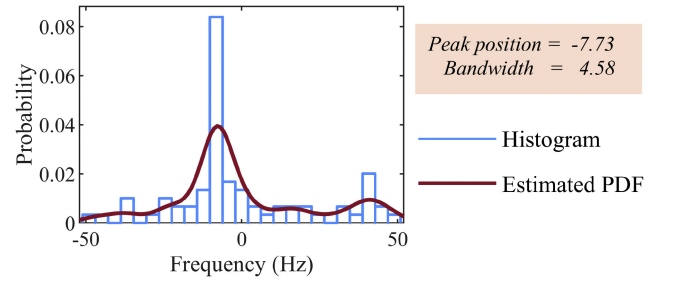 0.08
0.06
0.04
0.02
0
Probability
-50
0
50
Frequency (Hz)
Peak position = -7.73
Bandwidth = 4.58
Histogram
Estimated PDF